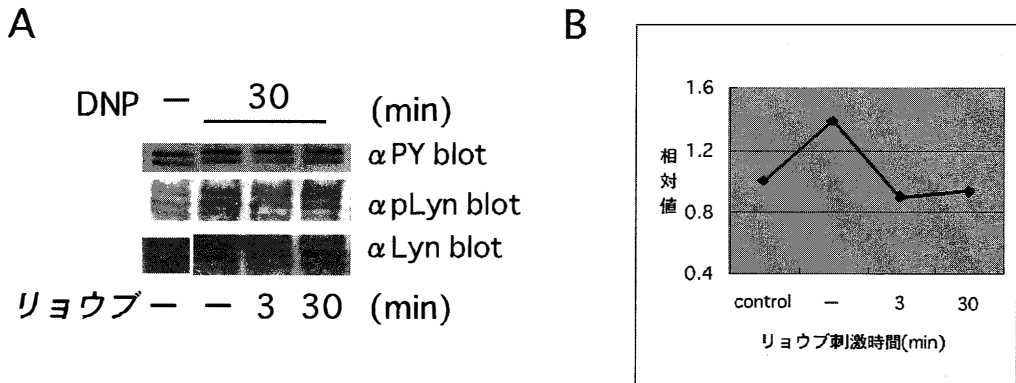 A
DNP — 30 (min)
αPY blot
αpLyn blot
αLyn blot
リョウブ — — 3 30 (min)
B
1.6
1.2
0.8
0.4
相対値
control — 3 30
リョウブ刺激時間(min)